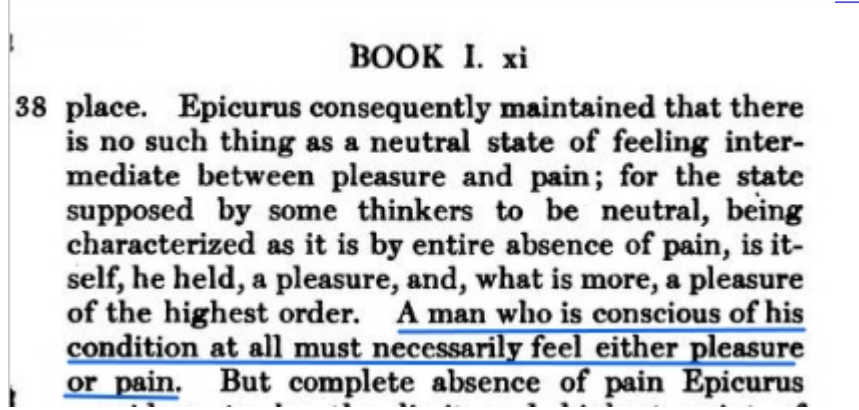 BOOK I. xi
38 place. Epicurus consequently maintained that there
is no such thing as a neutral state of feeling inter-
mediate between pleasure and pain; for the state
supposed by some thinkers to be neutral, being
characterized as it is by entire absence of pain, is it-
self, he held, a pleasure, and, what is more, a pleasure
of the highest order. A man who is conscious of his
condition at all must necessarily feel either pleasure
or pain. But complete absence of pain Epicurus